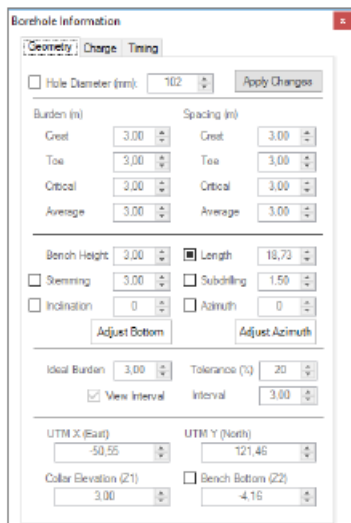 Borehole Information
Geometry Charge Timing
Hole Diameter (mm): 102 Apply Changes
Burden (m) Spacing (m)
Crest 3,00 Crest 3,00
Toe 3,00 Toe 3,00
Critical 3,00 Critical 3,00
Average 3,00 Average 3,00
Bench Height 3,00 Length 18,73
Stemming 3,00 Subdrilling 1,50
Inclination 0 Azimuth 0
Adjust Bottom Adjust Azimuth
Ideal Burden 3,00 Tolerance (%) 20
View Interval Interval 3,00
UTM X (East) UTM Y (North)
-50,55 121,46
Collar Elevation (Z1) Bench Bottom (Z2)
3,00 -4,16